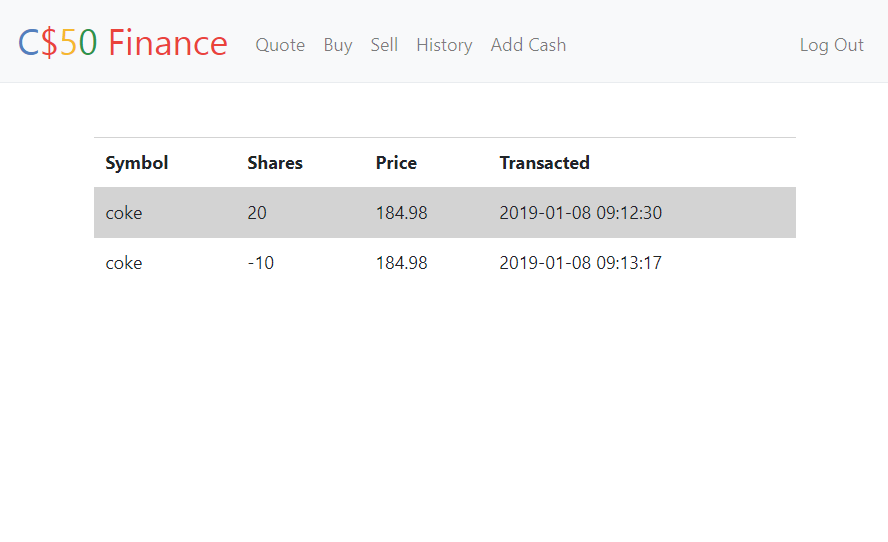 C$50 Finance Quote Buy Sell History Add Cash Log Out
Symbol Shares Price Transacted
coke 20 184.98 2019-01-08 09:12:30
coke -10 184.98 2019-01-08 09:13:17